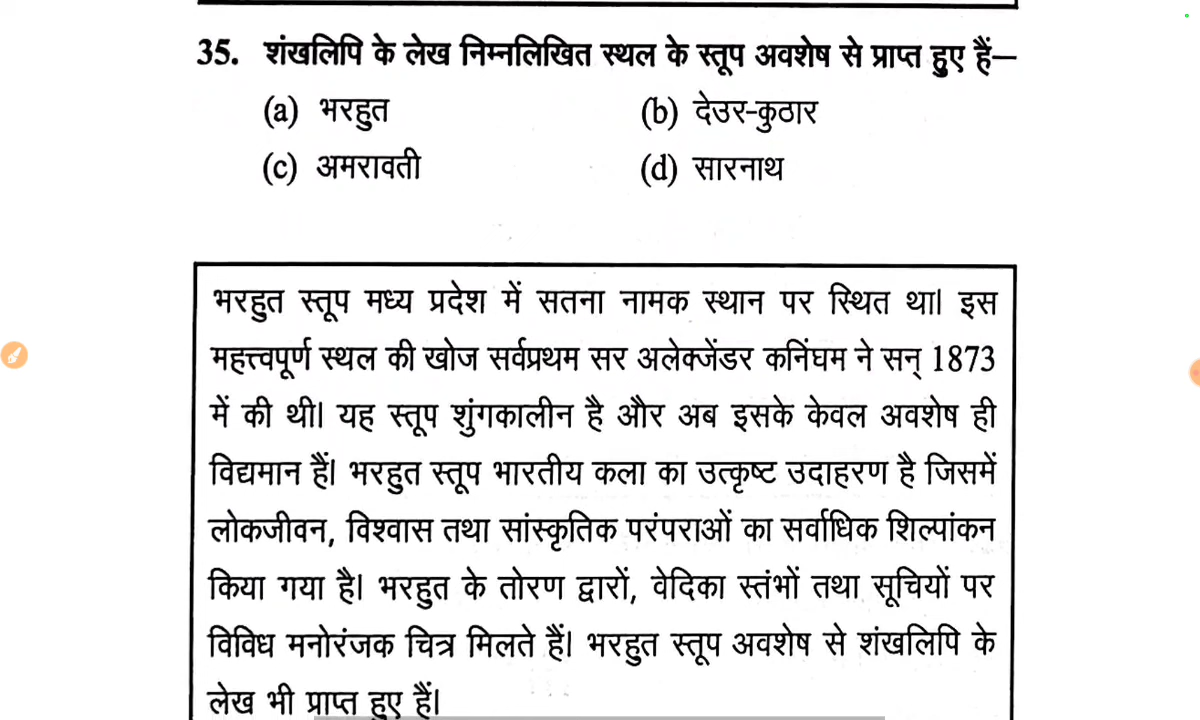 35. शंखलिपि के लेख निम्नलिखित स्थल के स्तूप अवशेष से प्राप्त हुए हैं—
(a) भरहुत (b) देउर-कुठार
(c) अमरावती (d) सारनाथ
भरहुत स्तूप मध्य प्रदेश में सतना नामक स्थान पर स्थित था। इस
महत्त्वपूर्ण स्थल की खोज सर्वप्रथम सर अलेक्जेंडर कनिंघम ने सन् 1873
में की थी। यह स्तूप शुंगकालीन है और अब इसके केवल अवशेष ही
विद्यमान हैं। भरहुत स्तूप भारतीय कला का उत्कृष्ट उदाहरण है जिसमें
लोकजीवन, विश्वास तथा सांस्कृतिक परंपराओं का सर्वाधिक शिल्पांकन
किया गया है। भरहुत के तोरण द्वारों, वेदिका स्तंभों तथा सूचियों पर
विविध मनोरंजक चित्र मिलते हैं। भरहुत स्तूप अवशेष से शंखलिपि के
लेख भी प्राप्त हुए हैं।